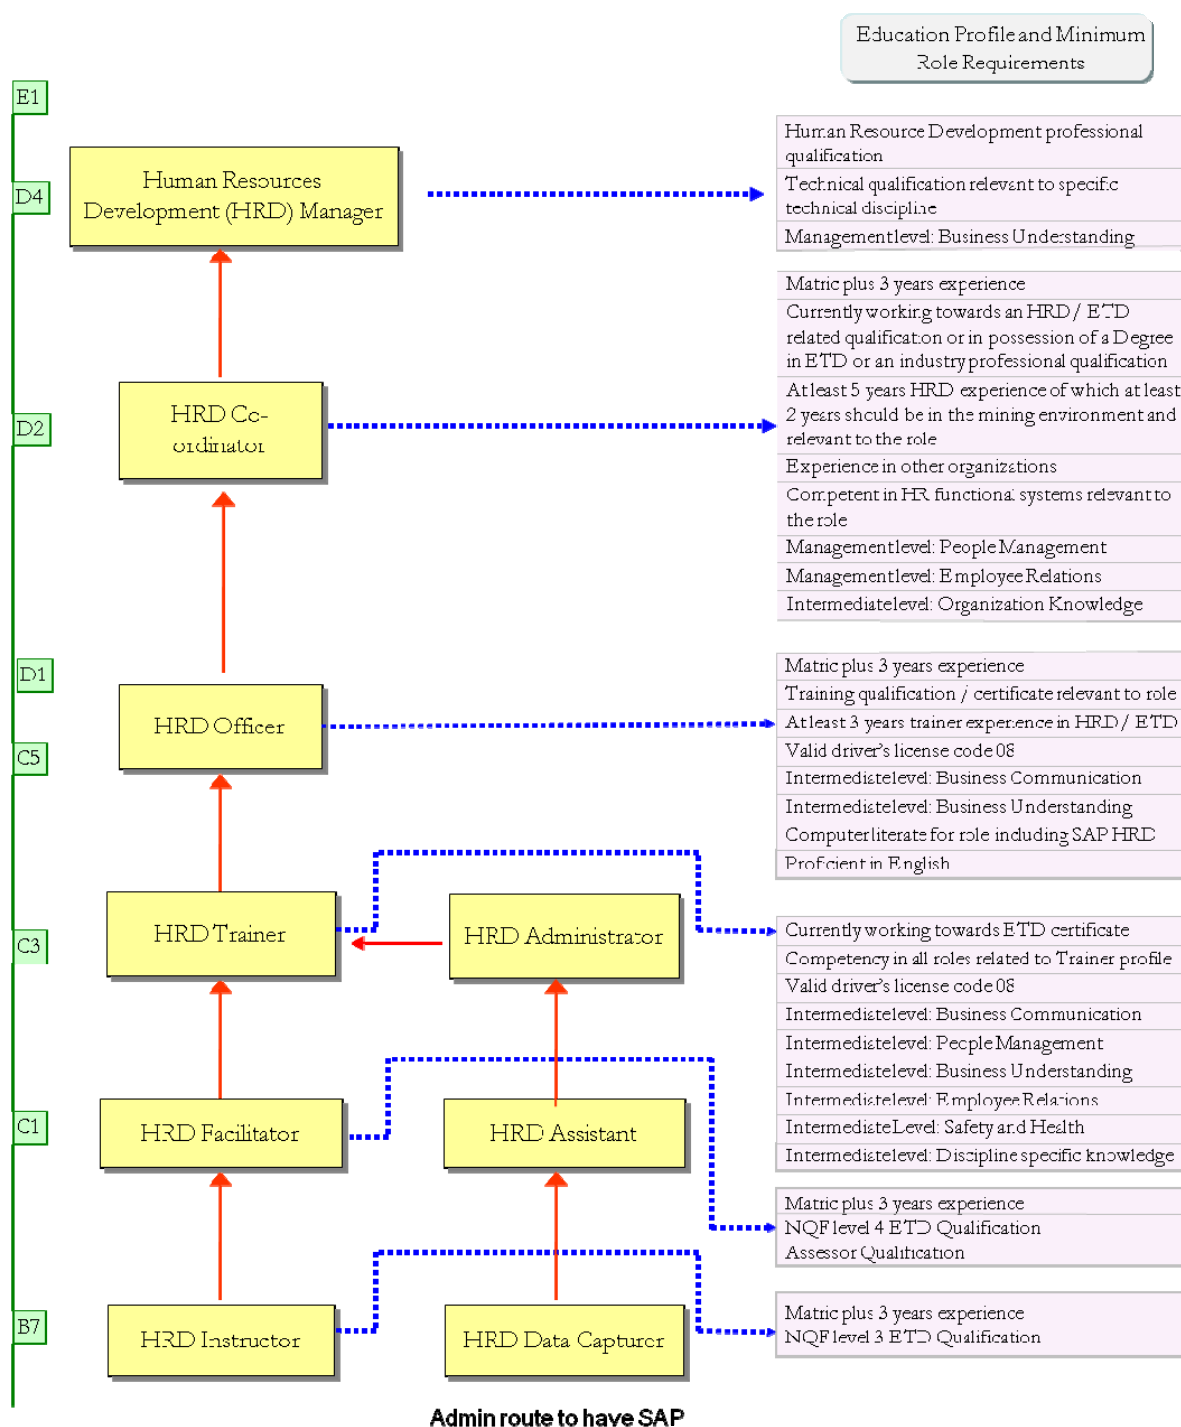 Education Profile and Minimum
Role Requirements
E1
Human Resource Development professional
qualification
Human Resources
Development (HRD) Manager
D4
Technical qualification relevant to specific
technical discipline
Management level: Business Understanding
Matric plus 3 years experience
Currently working towards an HRD / ETD
related qualification or in possession of a Degree
in ETD or an industry professional qualification
HRD Co-
ordinator
D2
At least 5 years HRD experience of which at least
2 years should be in the mining environment and
relevant to the role
Experience in other organizations
Competent in HR functional systems relevant to
the role
Management level: People Management
Management level: Employee Relations
Intermediate level: Organization Knowledge
D1
Matric plus 3 years experience
Training qualification / certificate relevant to role
HRD Officer
At least 3 years trainer experience in HRD / ETD
C5
Valid driver's license code 08
Intermediate level: Business Communication
Intermediate level: Business Understanding
Computer literate for role including SAP HRD
Proficient in English
HRD Trainer
HRD Administrator
C3
Currently working towards ETD certificate
Competency in all roles related to Trainer profile
Valid driver's license code 08
Intermediate level: Business Communication
Intermediate level: People Management
Intermediate level: Business Understanding
Intermediate level: Employee Relations
Intermediate Level: Safety and Health
Intermediate level: Discipline specific knowledge
C1
HRD Facilitator
HRD Assistant
Matric plus 3 years experience
NQF level 4 ETD Qualification
Assessor Qualification
B7
HRD Instructor
HRD Data Capturer
Matric plus 3 years experience
NQF level 3 ETD Qualification
Admin route to have SAP